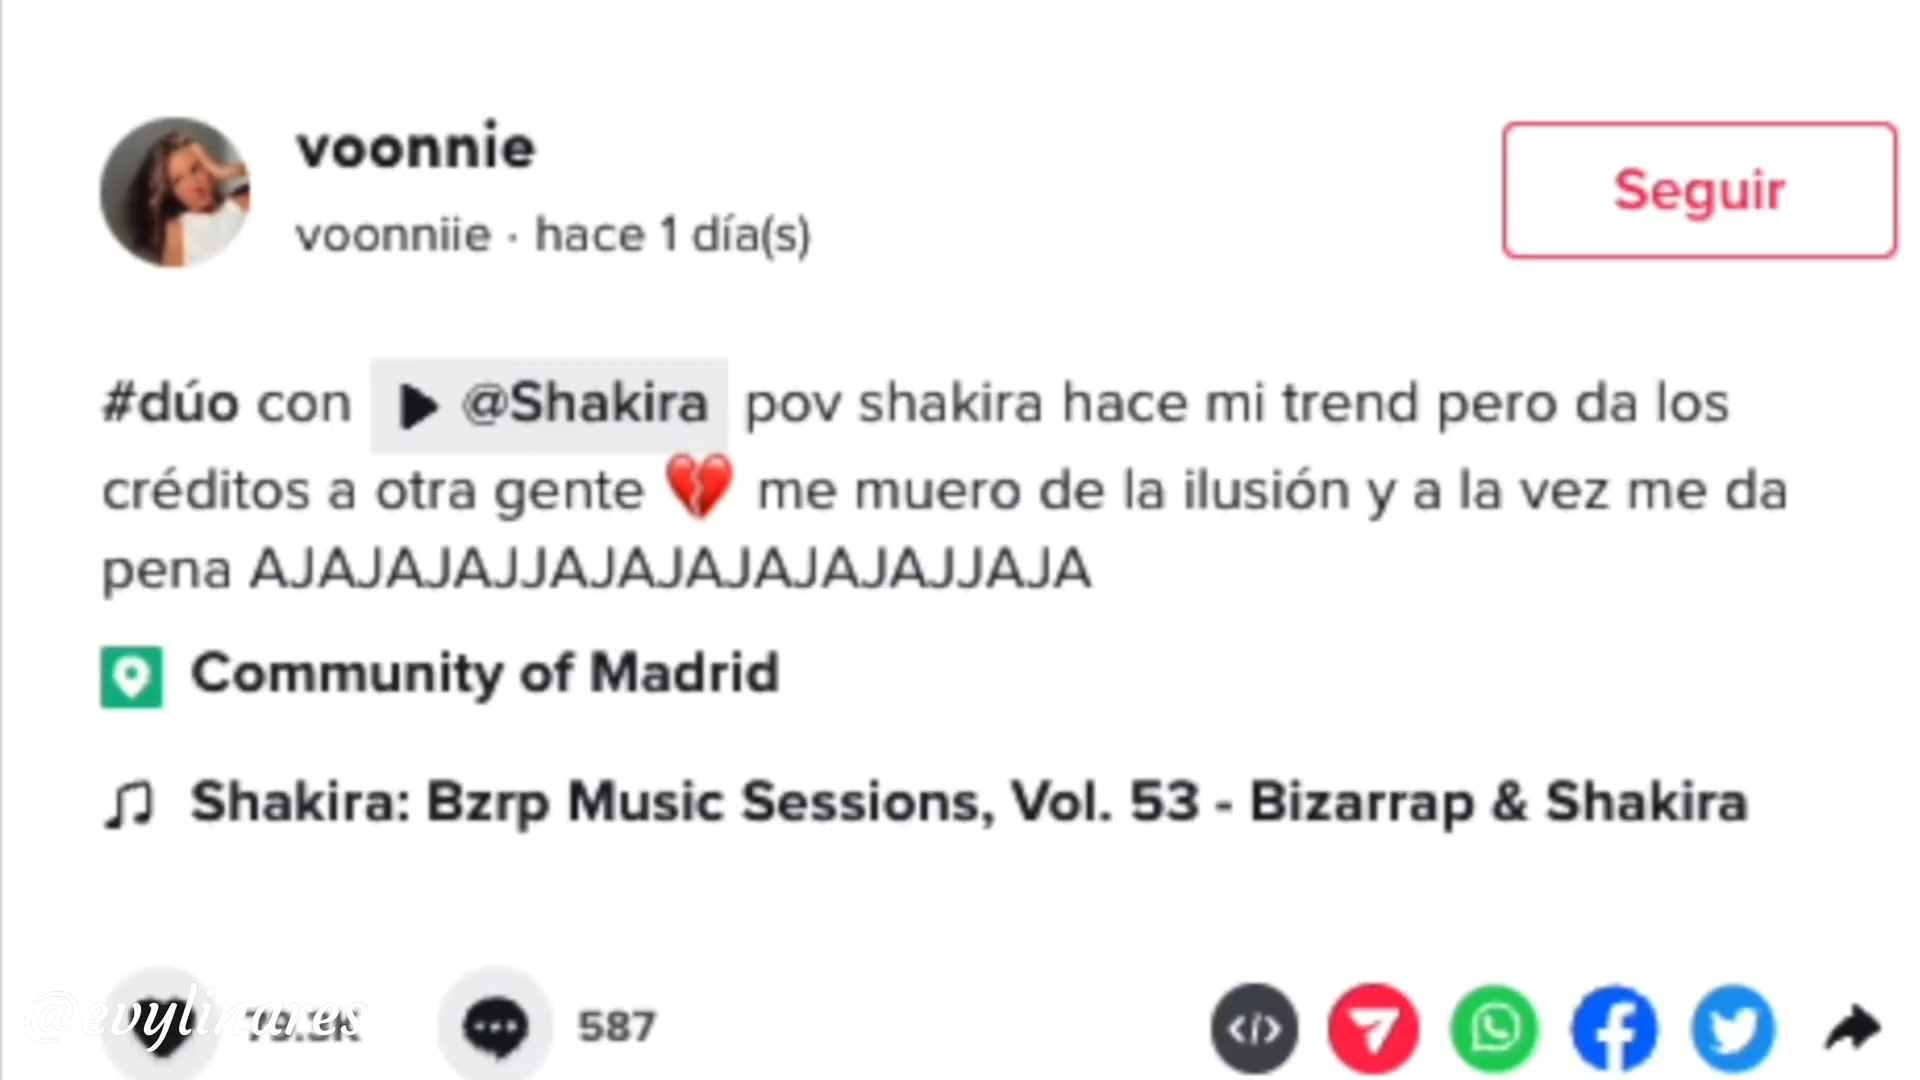 voonnie
voonniie · hace 1 día(s)
Seguir
#dúo con @Shakira pov shakira hace mi trend pero da los
créditos a otra gente 💔 me muero de la ilusión y a la vez me da
pena AJAJAJAJJAJAJAJAJAJAJAJJAJA
Community of Madrid
Shakira: Bzrp Music Sessions, Vol. 53 - Bizarrap & Shakira
@evylinares
587